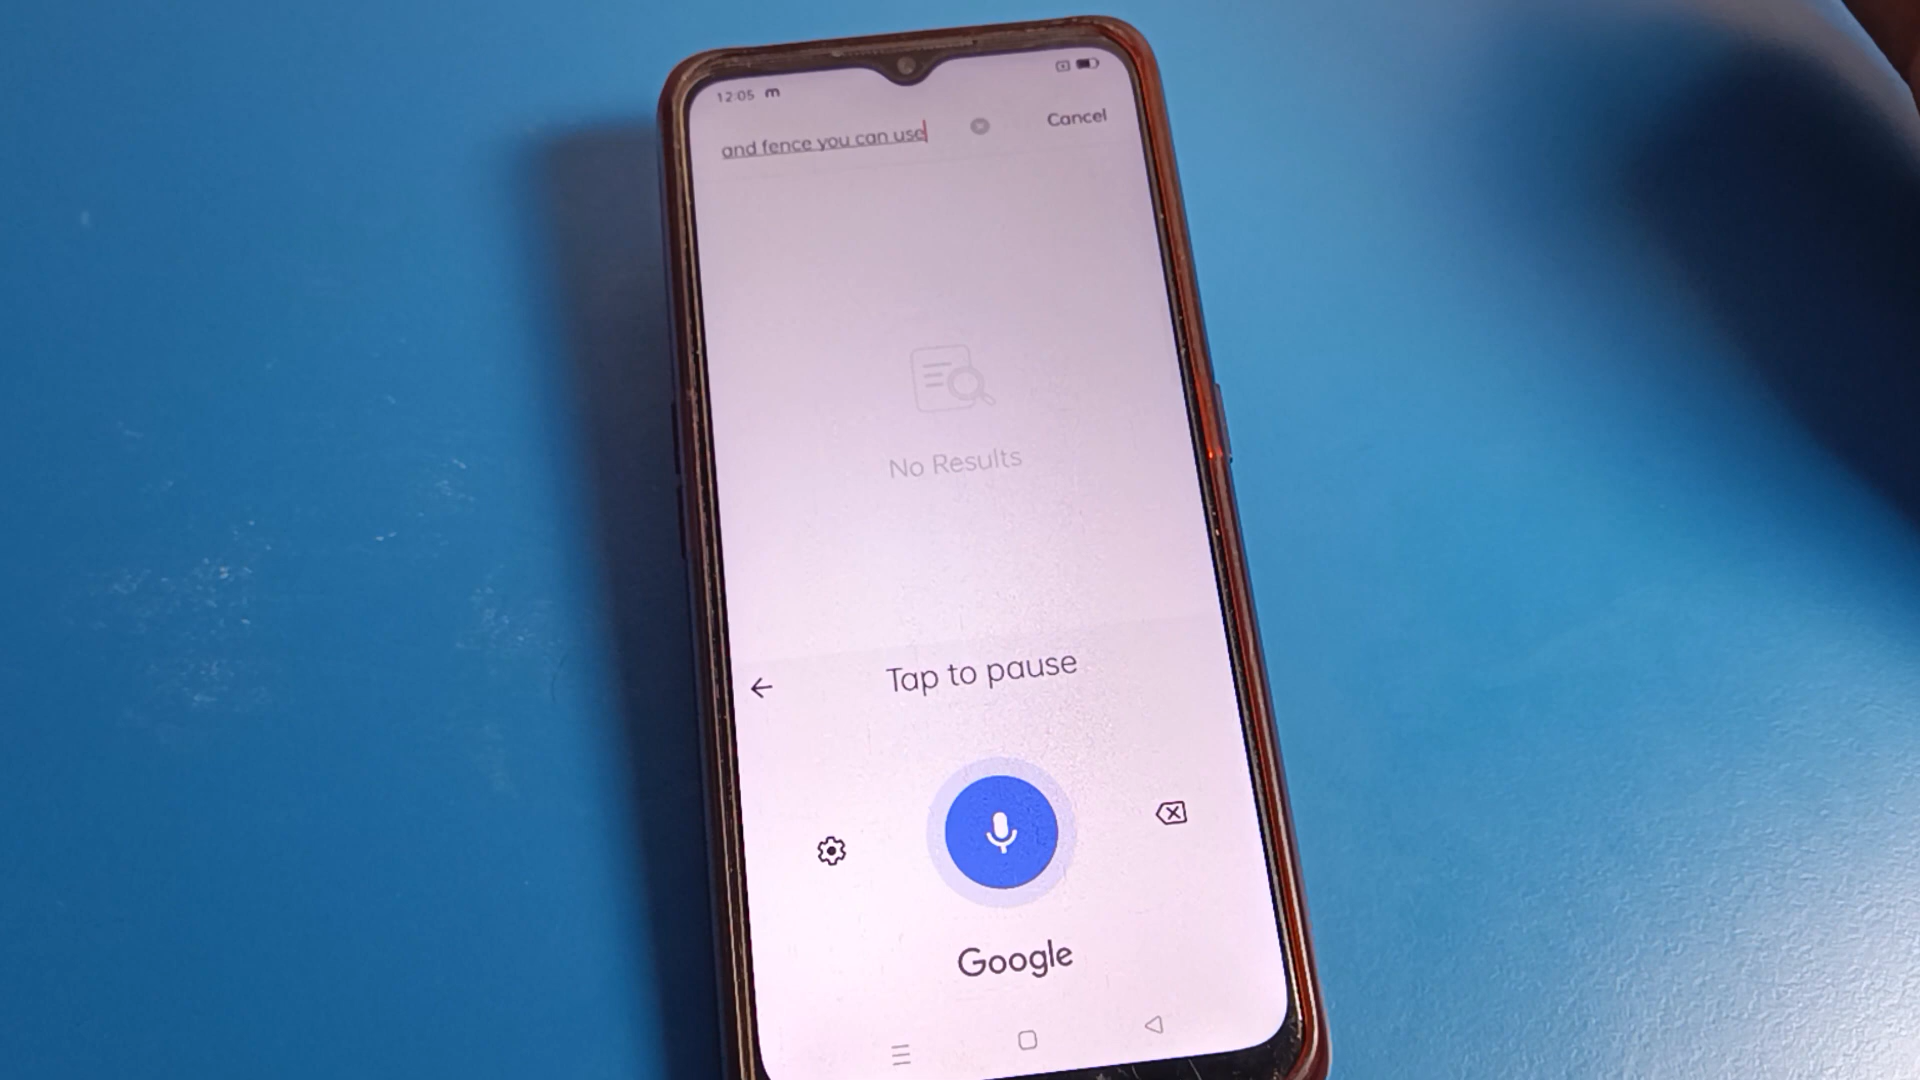 12:05 m
and fence you can use
Cancel
No Results
Tap to pause
Google